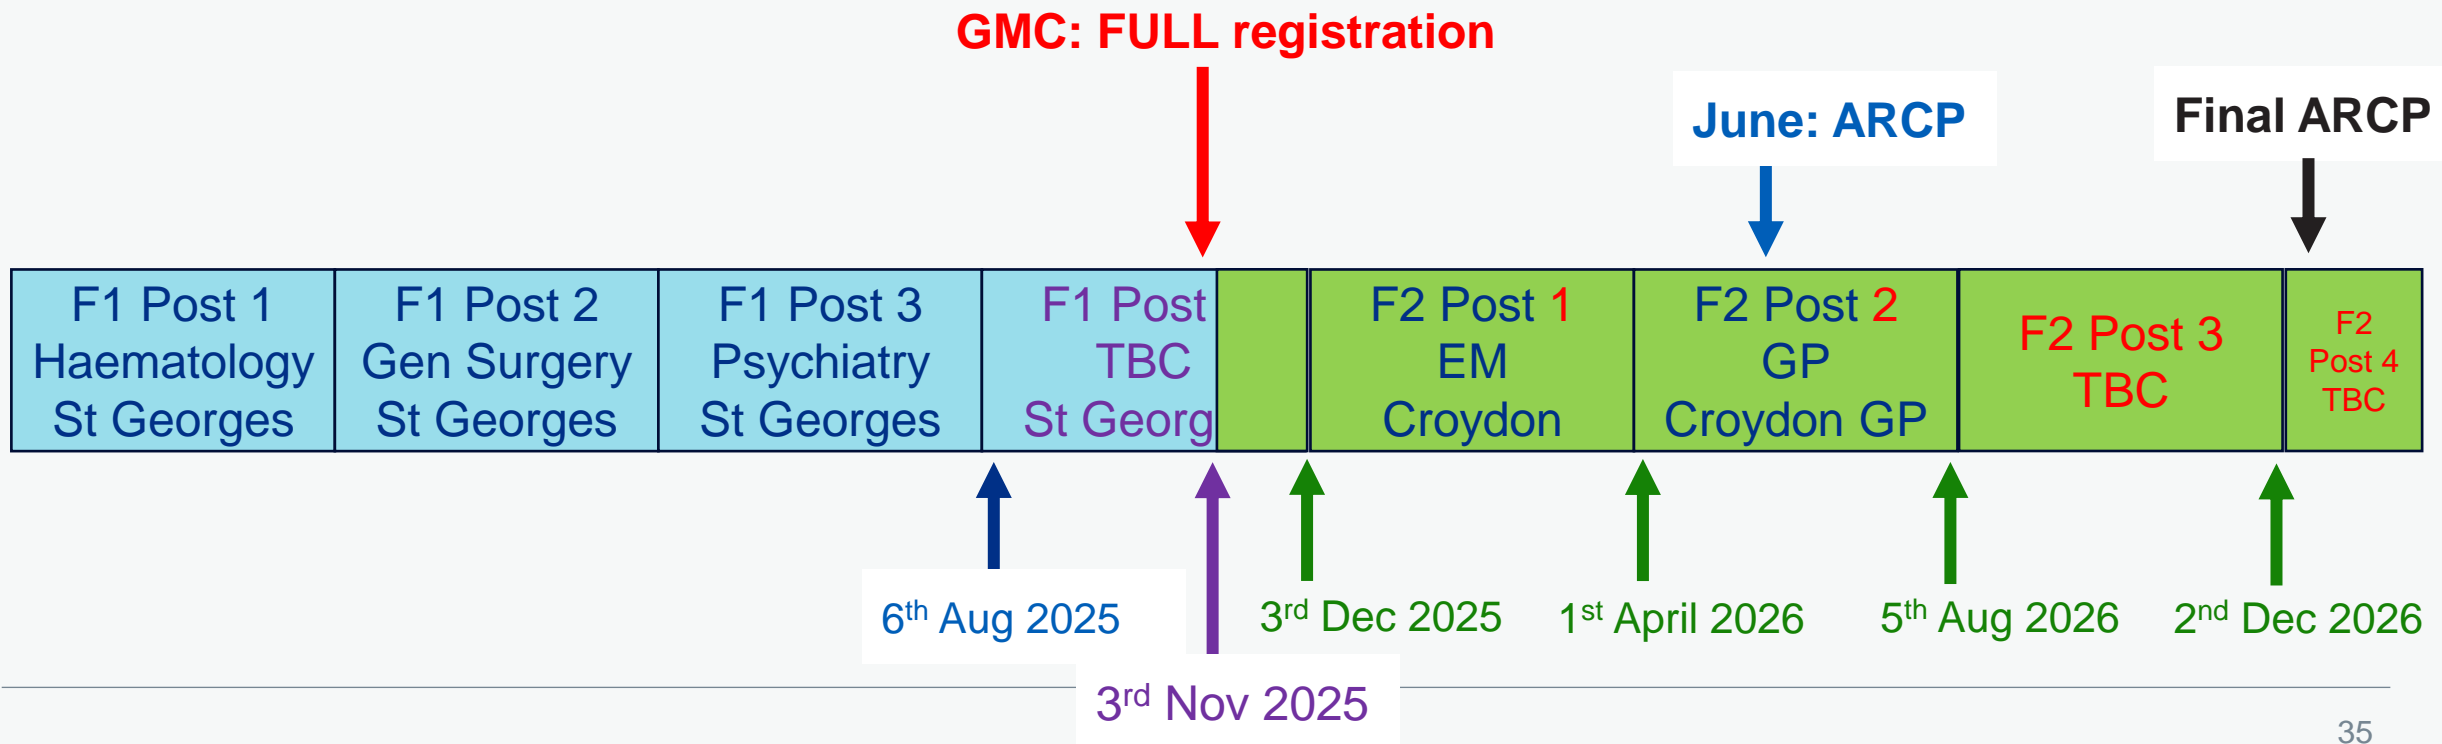 GMC: FULL registration
June: ARCP
Final ARCP
F1 Post 1
Haematology
St Georges
F1 Post 2
Gen Surgery
St Georges
F1 Post 3
Psychiatry
St Georges
F1 Post
TBC
St Georg
F2 Post 1
EM
Croydon
F2 Post 2
GP
Croydon GP
F2 Post 3
TBC
F2
Post 4
TBC
6th Aug 2025
3rd Nov 2025
3rd Dec 2025
1st April 2026
5th Aug 2026
2nd Dec 2026
35